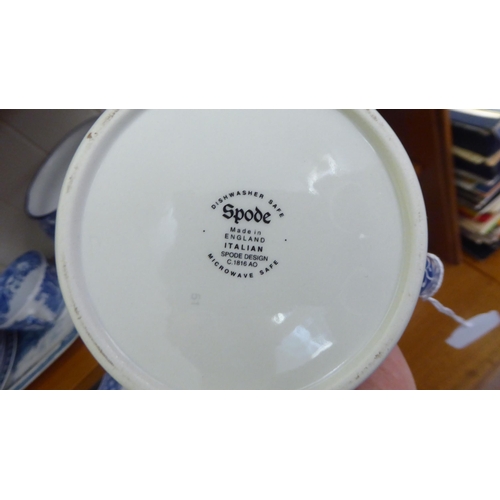 DISHWASHER SAFE
Spode
Made in
ENGLAND
ITALIAN
SPODE DESIGN
C.1816 AD
MICROWAVE SAFE